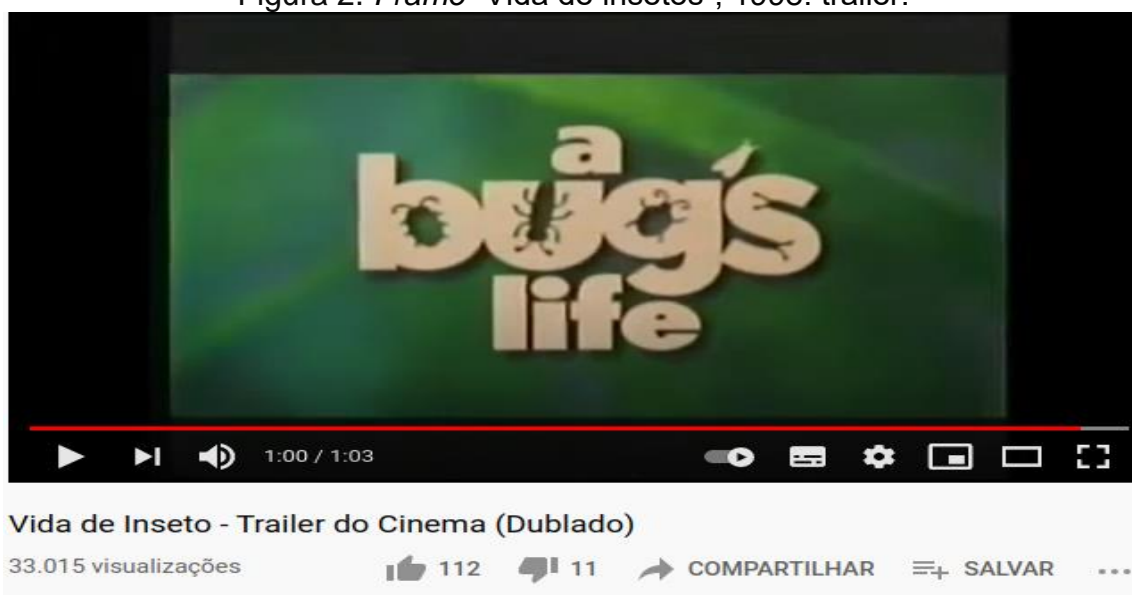 a
bug's
life
1:00 / 1:03
Vida de Inseto - Trailer do Cinema (Dublado)
33.015 visualizações 112 11 COMPARTILHAR SALVAR ...